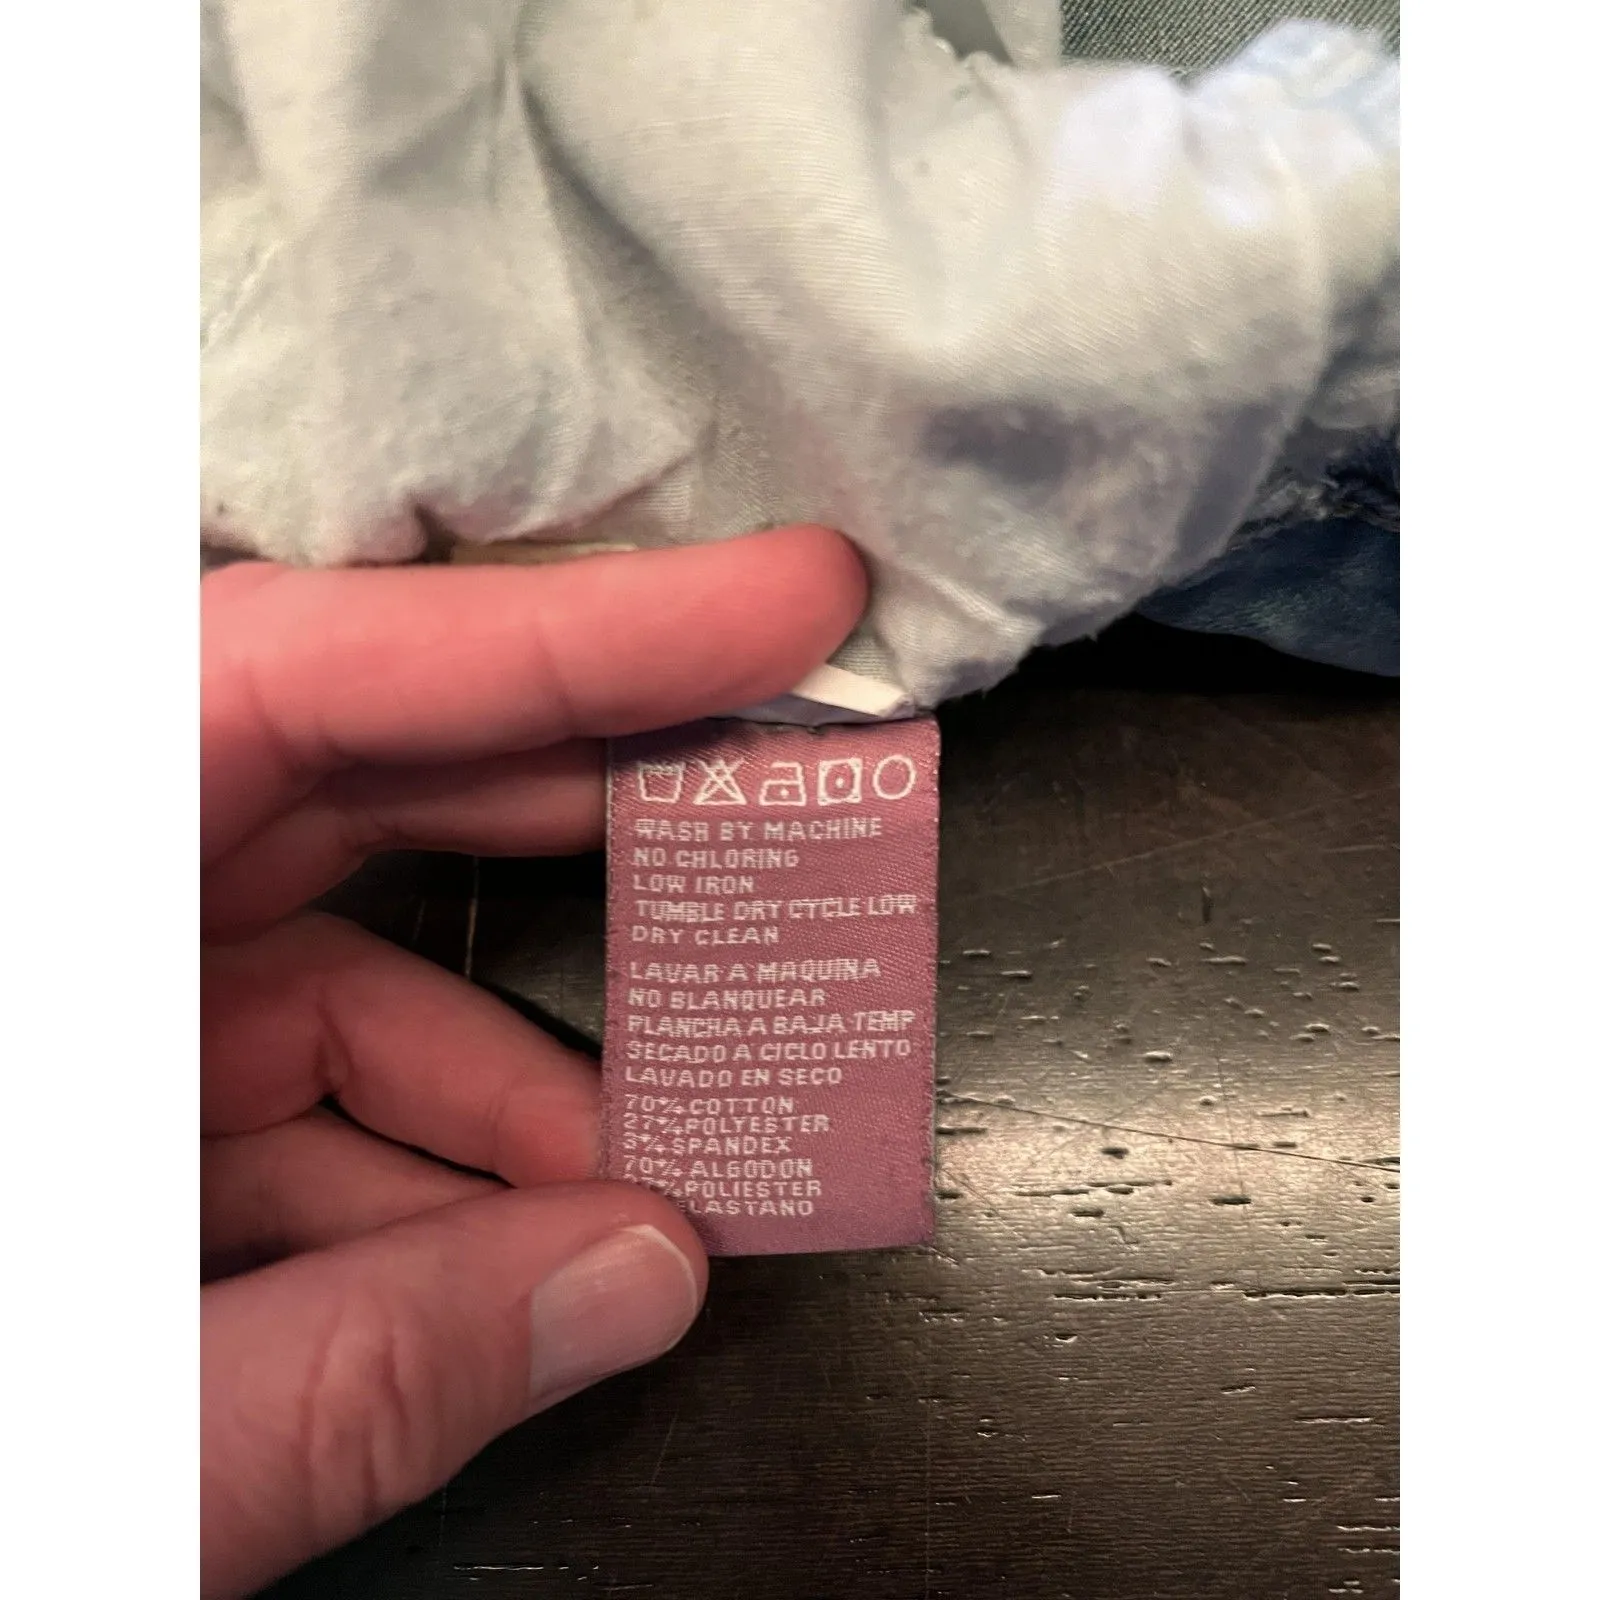 WASH BY MACHINE
NO CHLORING
LOW IRON
TUMBLE DRY CYCLE LOW
DRY CLEAN
LAVAR A MAQUINA
NO BLANQUEAR
PLANCHA A BAJA TEMP
SECADO A CICLO LENTO
LAVADO EN SECO
70% COTTON
27% POLYESTER
3% SPANDEX
70% ALGODON
POLIESTER